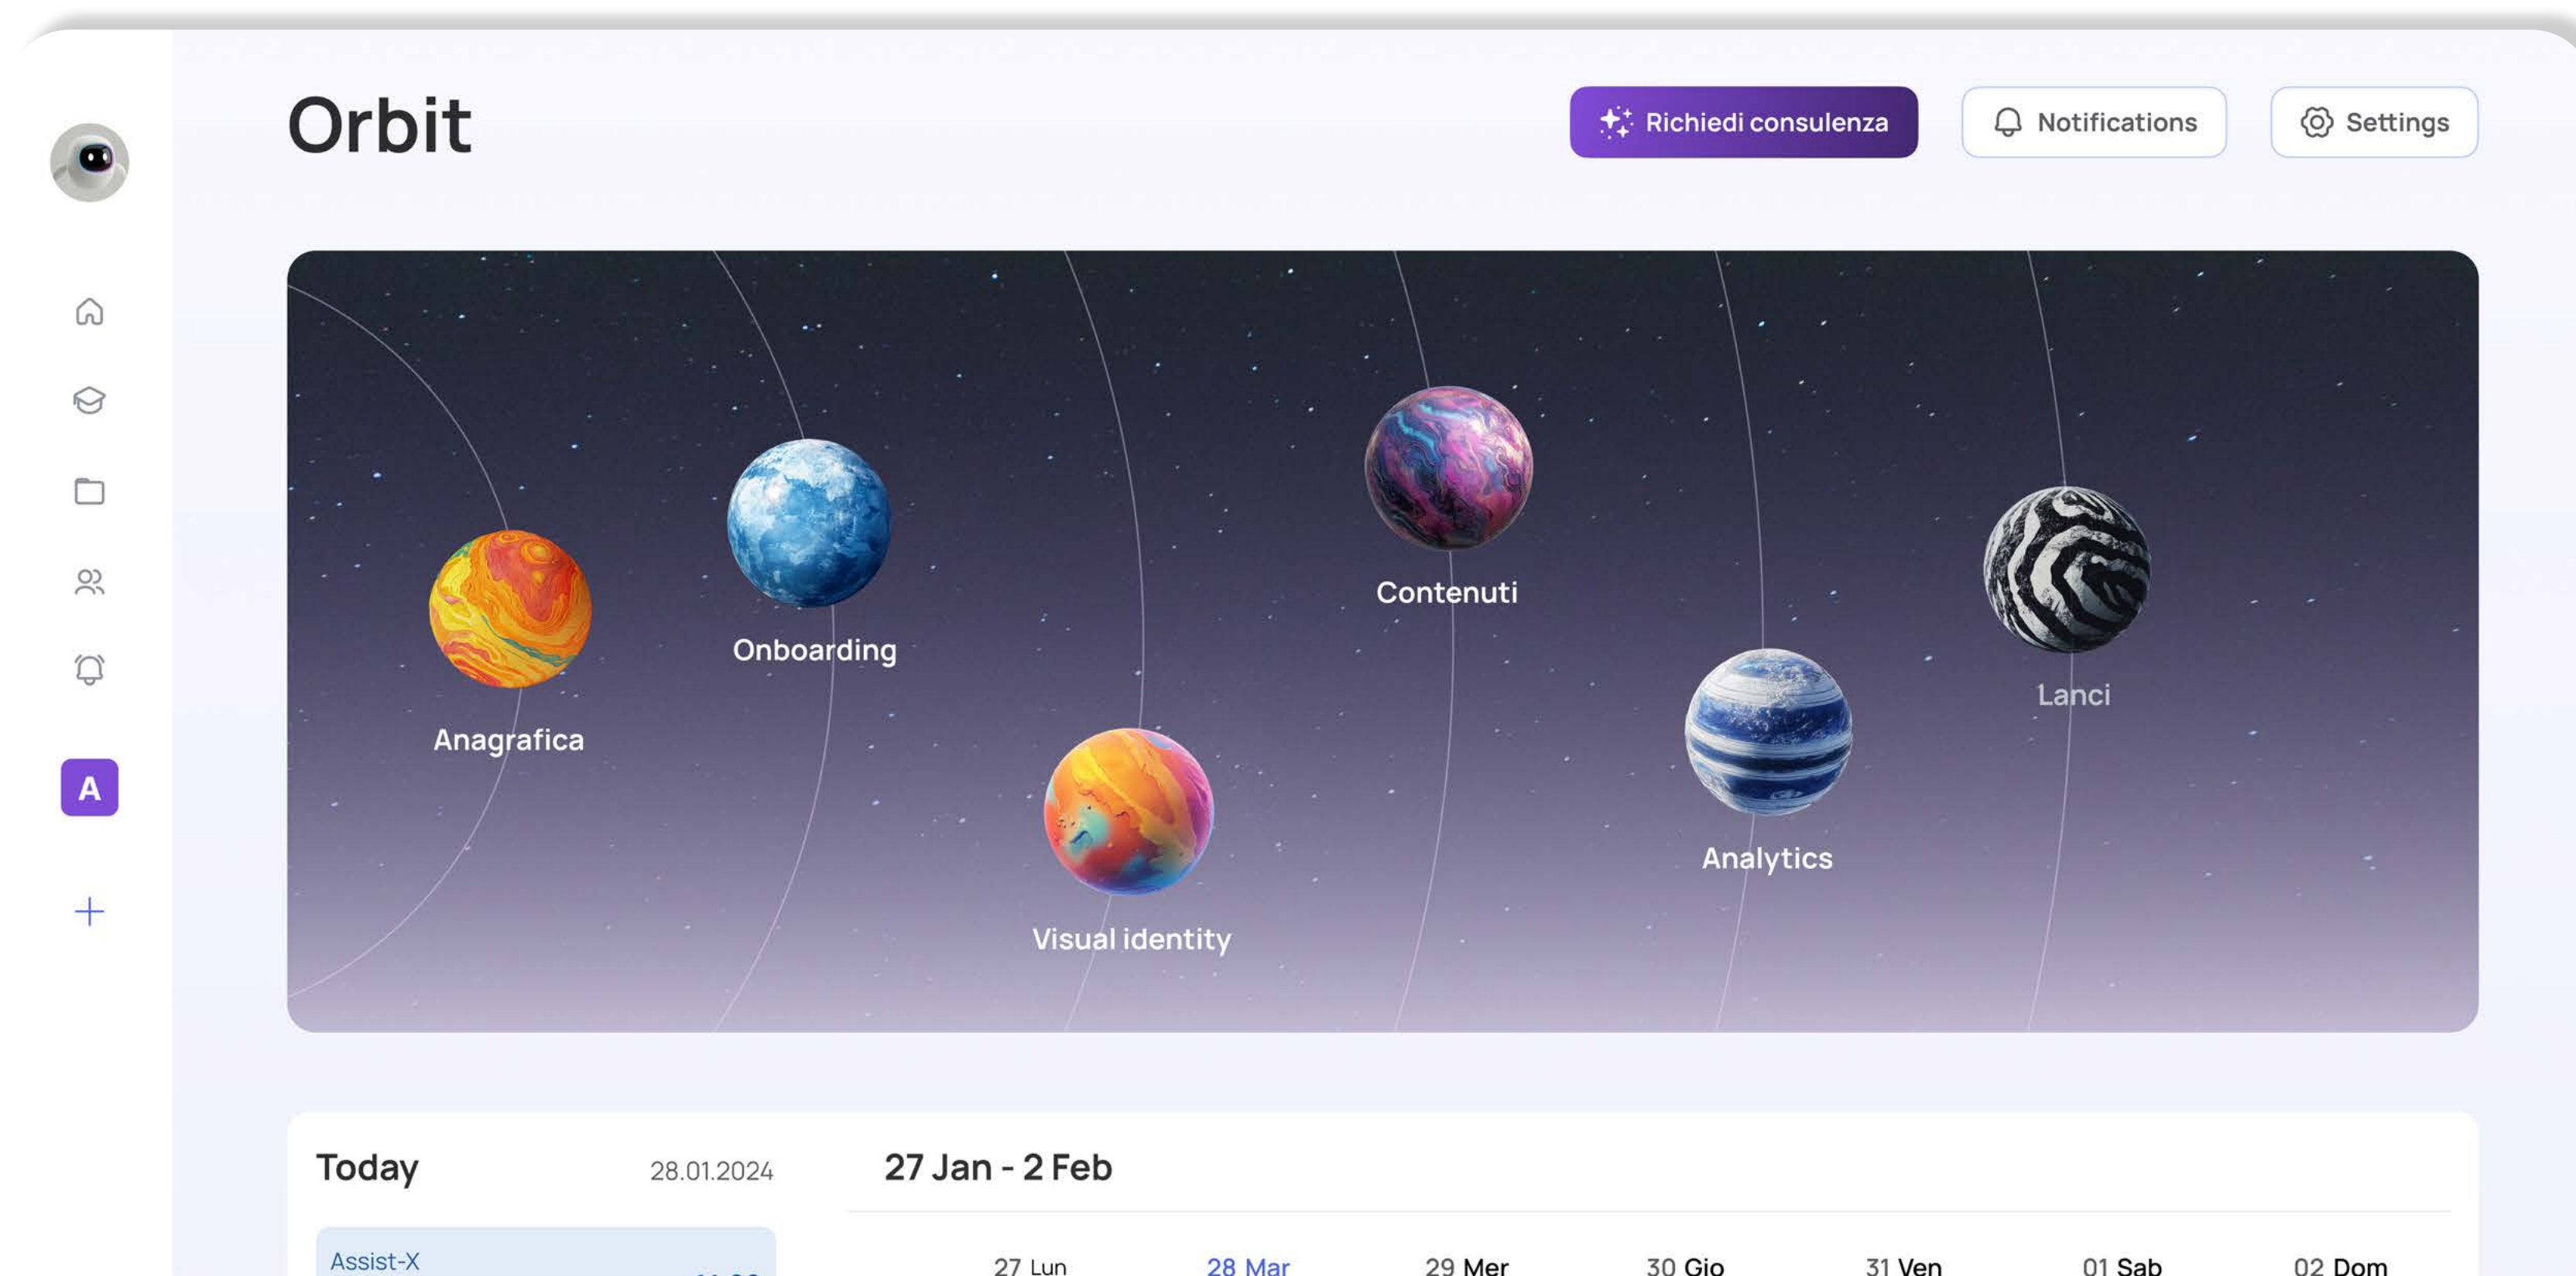 Orbit
Richiedi consulenza
Notifications
Settings
Anagrafica
Onboarding
Visual identity
Contenuti
Analytics
Lanci
A
Today
28.01.2024
27 Jan - 2 Feb
Assist-X
27 Lun
28 Mar
29 Mer
30 Gio
31 Ven
01 Sab
02 Dom